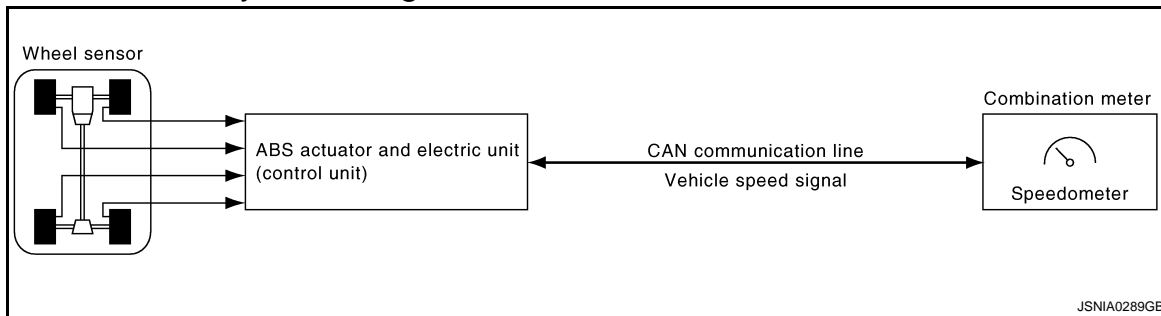 Wheel sensor
ABS actuator and electric unit
(control unit)
CAN communication line
Vehicle speed signal
Combination meter
Speedometer
JSNIA0289GB